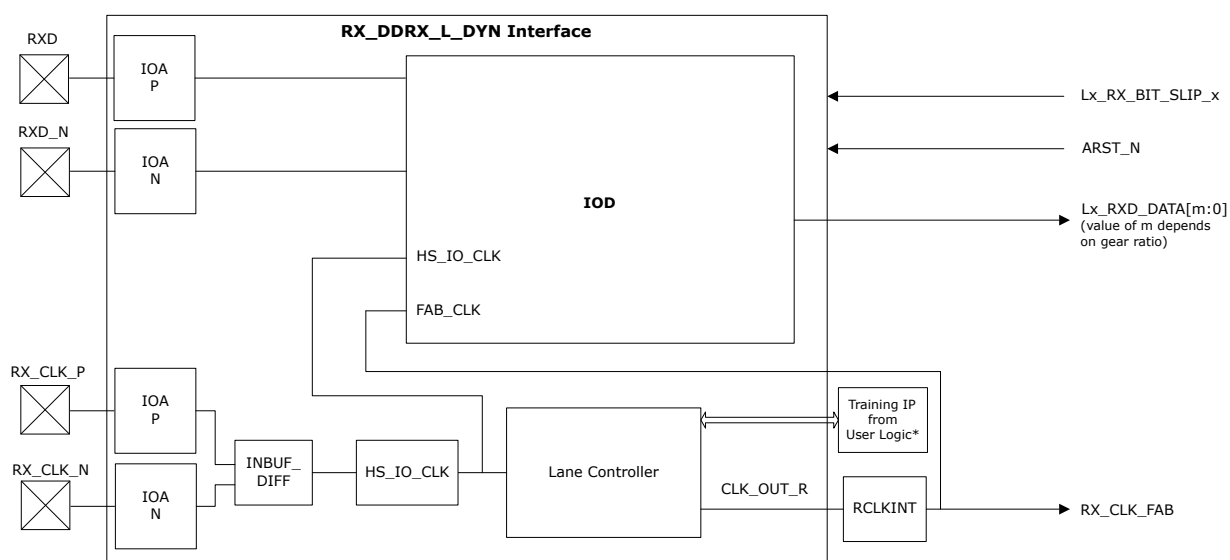 RX_DDRX_L_DYN Interface
RXD
IOA
P
RXD_N
IOA
N
IOD
HS_IO_CLK
FAB_CLK
Lx_RX_BIT_SLIP_x
ARST_N
Lx_RXD_DATA[m:0]
(value of m depends
on gear ratio)
RX_CLK_P
IOA
P
RX_CLK_N
IOA
N
INBUF_
DIFF
HS_IO_CLK
Lane Controller
Training IP
from
User Logic*
CLK_OUT_R
RCLKINT
RX_CLK_FAB